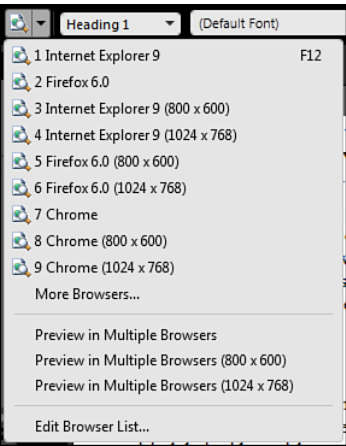 Heading 1 (Default Font)
1 Internet Explorer 9 F12
2 Firefox 6.0
3 Internet Explorer 9 (800 x 600)
4 Internet Explorer 9 (1024 x 768)
5 Firefox 6.0 (800 x 600)
6 Firefox 6.0 (1024 x 768)
7 Chrome
8 Chrome (800 x 600)
9 Chrome (1024 x 768)
More Browsers...
Preview in Multiple Browsers
Preview in Multiple Browsers (800 x 600)
Preview in Multiple Browsers (1024 x 768)
Edit Browser List...